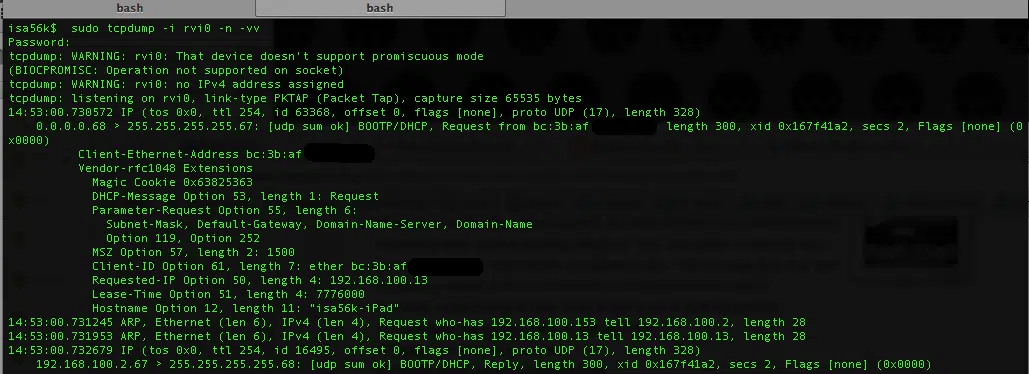 bash
bash
isa56k$ sudo tcpdump -i rvi0 -n -vv
Password:
tcpdump: WARNING: rvi0: That device doesn't support promiscuous mode
(BIOCPROMISC: Operation not supported on socket)
tcpdump: WARNING: rvi0: no IPv4 address assigned
tcpdump: listening on rvi0, link-type PKTAP (Packet Tap), capture size 65535 bytes
14:53:00.730572 IP (tos 0x0, ttl 254, id 63368, offset 0, flags [none], proto UDP (17), length 328)
0.0.0.0.68 > 255.255.255.255.67: [udp sum ok] BOOTP/DHCP, Request from bc:3b:af length 300, xid 0x167f41a2, secs 2, Flags [none] (0
x0000)
Client-Ethernet-Address bc:3b:af
Vendor-rfc1048 Extensions
Magic Cookie 0x63825363
DHCP-Message Option 53, length 1: Request
Parameter-Request Option 55, length 6:
Subnet-Mask, Default-Gateway, Domain-Name-Server, Domain-Name
Option 119, Option 252
MSZ Option 57, length 2: 1500
Client-ID Option 61, length 7: ether bc:3b:af
Requested-IP Option 50, length 4: 192.168.100.13
Lease-Time Option 51, length 4: 7776000
Hostname Option 12, length 11: "isa56k-iPad"
14:53:00.731245 ARP, Ethernet (len 6), IPv4 (len 4), Request who-has 192.168.100.153 tell 192.168.100.2, length 28
14:53:00.731953 ARP, Ethernet (len 6), IPv4 (len 4), Request who-has 192.168.100.13 tell 192.168.100.13, length 28
14:53:00.732679 IP (tos 0x0, ttl 254, id 16495, offset 0, flags [none], proto UDP (17), length 328)
192.168.100.2.67 > 255.255.255.255.68: [udp sum ok] BOOTP/DHCP, Reply, length 300, xid 0x167f41a2, secs 2, Flags [none] (0x0000)